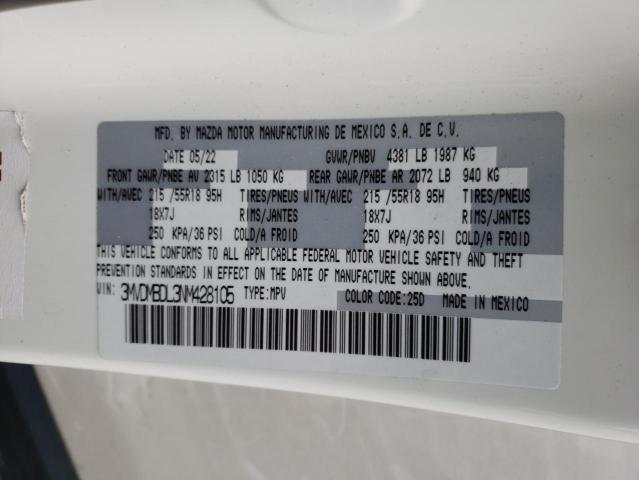 MFD. BY MAZDA MOTOR MANUFACTURING DE MEXICO S.A. DE C.V.
DATE 05/22 GVWR/PNBV 4381 LB 1987 KG
FRONT GAWR/PNBE AV 2315 LB 1050 KG REAR GAWR/PNBE AR 2072 LB 940 KG
WITH/AVEC 215 /55R18 95H TIRES/PNEUS WITH/AVEC 215 /55R18 95H TIRES/PNEUS
18X7J RIMS/JANTES 18X7J RIMS/JANTES
250 KPA/36 PSI COLD/A FROID 250 KPA/36 PSI COLD/A FROID
THIS VEHICLE CONFORMS TO ALL APPLICABLE FEDERAL MOTOR VEHICLE SAFETY AND THEFT
PREVENTION STANDARDS IN EFFECT ON THE DATE OF MANUFACTURE SHOWN ABOVE.
VIN: 3MVDMBDL3NM428105 TYPE:MPV COLOR CODE:25D MADE IN MEXICO